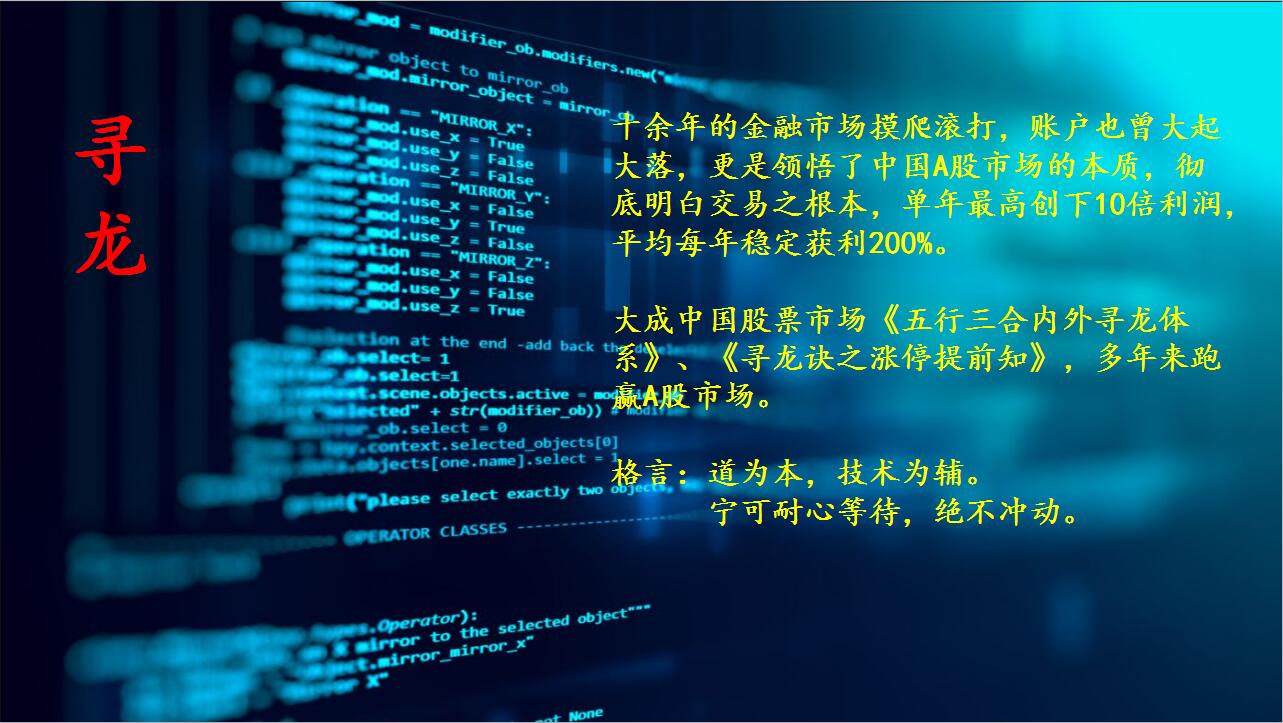 寻
龙
十余年的金融市场摸爬滚打，账户也曾大起
大落，更是领悟了中国A股市场的本质，彻
底明白交易之根本，单年最高创下10倍利润，
平均每年稳定获利200%。
大成中国股票市场《五行三合内外寻龙体
系》、《寻龙诀之涨停提前知》，多年来跑
赢A股市场。
格言：道为本，技术为辅。
宁可耐心等待，绝不冲动。
_mod = modifier_ob.modifiers.new("
object to mirror_ob
_mod.mirror_object = mirror_ob
operation == "MIRROR_X":
mirror_mod.use_x = True
mirror_mod.use_y = False
mirror_mod.use_z = False
operation == "MIRROR_Y":
mirror_mod.use_x = False
mirror_mod.use_y = True
mirror_mod.use_z = False
operation == "MIRROR_Z":
mirror_mod.use_x = False
mirror_mod.use_y = False
mirror_mod.use_z = True
selection at the end -add back the
_ob.select= 1
_ob.select=1
context.scene.objects.active =
"Selected" + str(modifier_ob))
_ob.select = 0
bpy.context.selected_objects[0]
data.objects[one.name].select = 1
print("please select exactly two objects,
OPERATOR CLASSES
types.Operator):
X mirror to the selected object"""
object.mirror_mirror_x"
mirror X"
not None